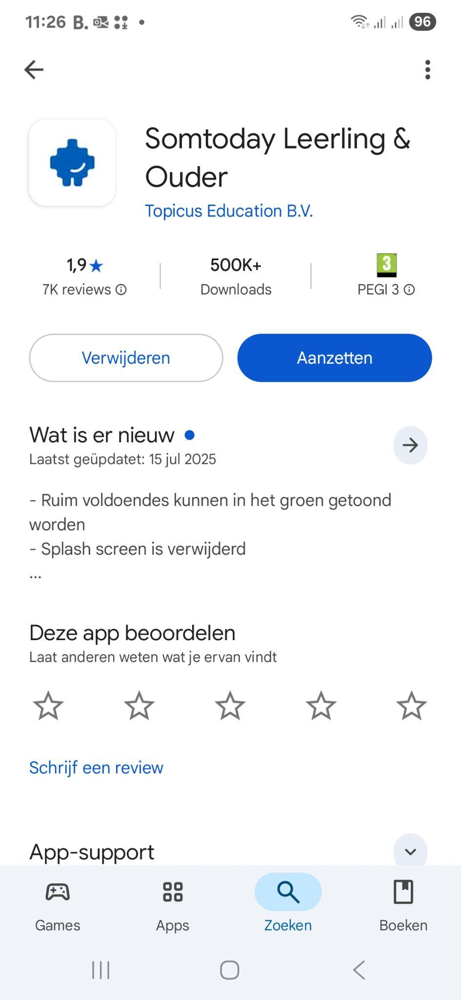 11:26 B.
96
Somtoday Leerling &
Ouder
Topicus Education B.V.
1,9★
7K reviews
500K+
Downloads
3
PEGI 3
Verwijderen
Aanzetten
Wat is er nieuw
Laatst geüpdatet: 15 jul 2025
- Ruim voldoendes kunnen in het groen getoond
worden
- Splash screen is verwijderd
...
Deze app beoordelen
Laat anderen weten wat je ervan vindt
Schrijf een review
App-support
Games
Apps
Zoeken
Boeken